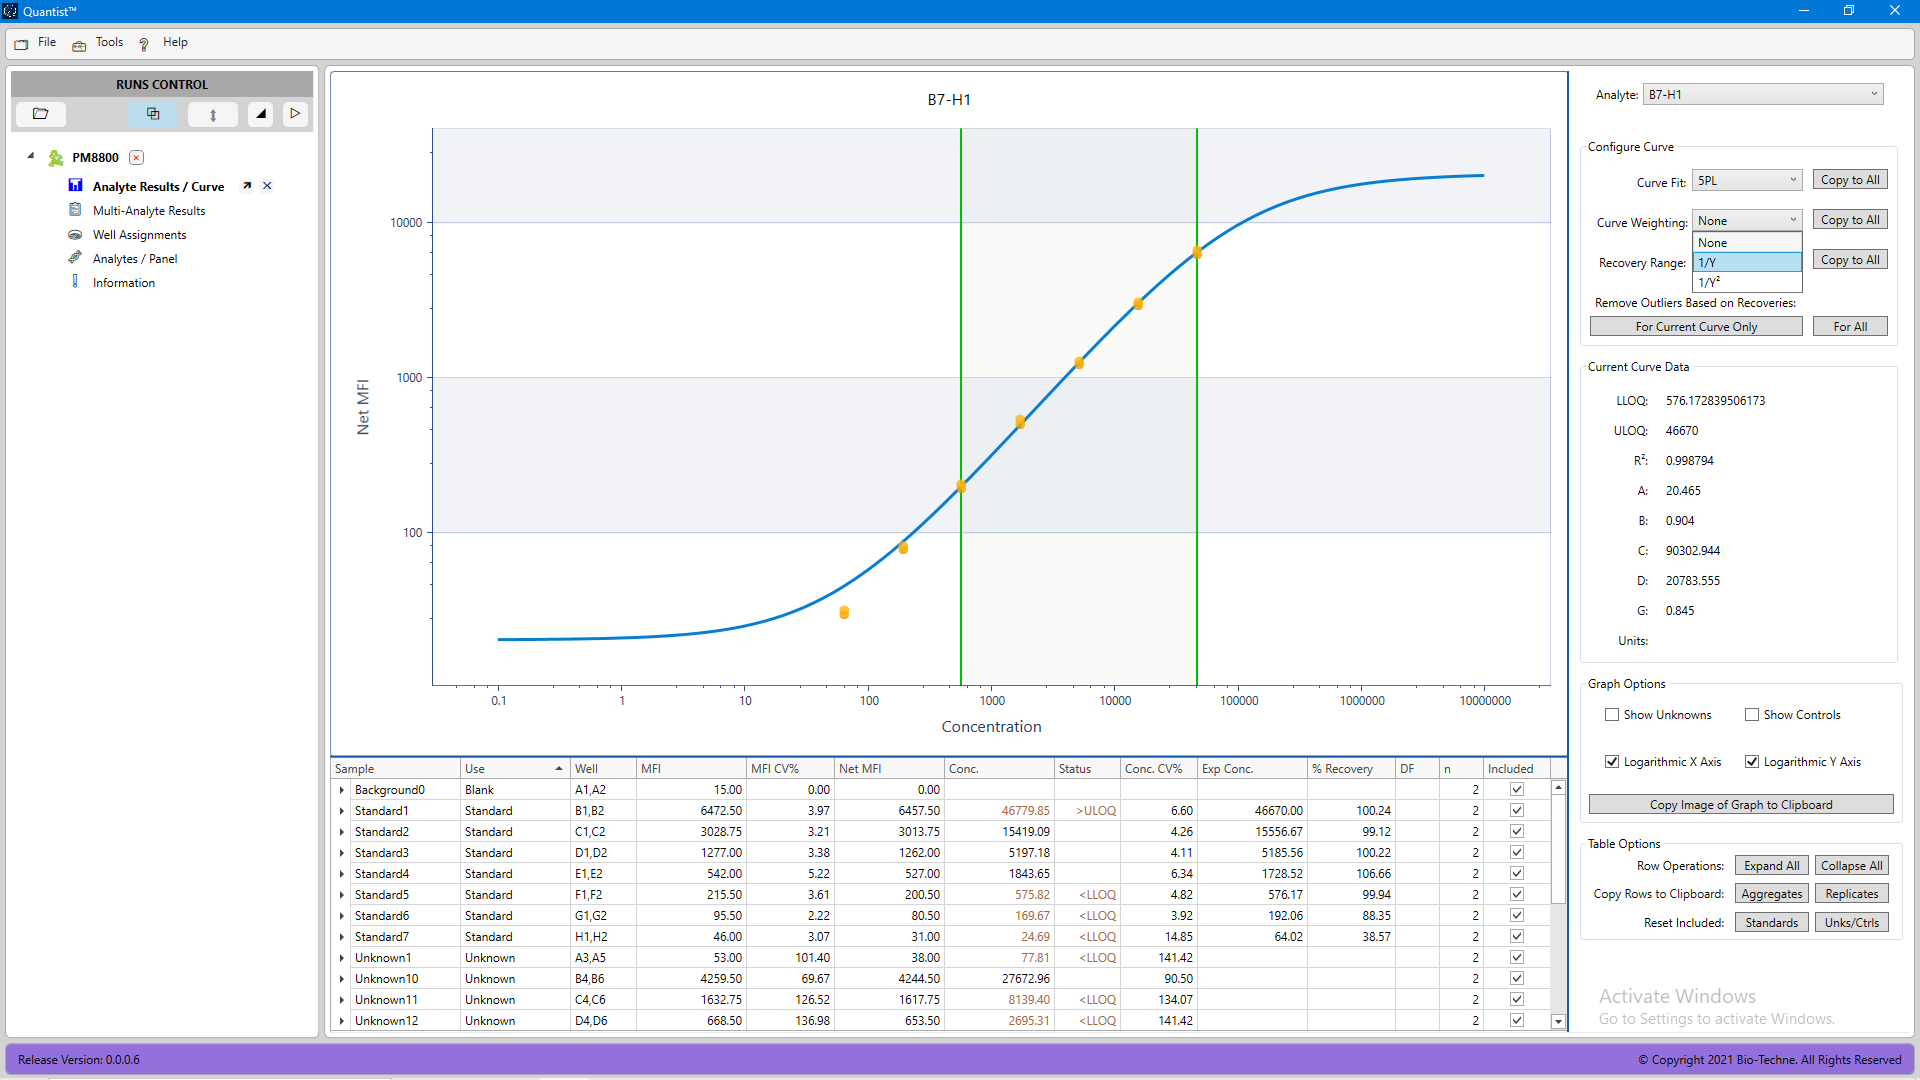 Quantist™
File Tools ? Help
RUNS CONTROL
PM8800
Analyte Results / Curve
Multi-Analyte Results
Well Assignments
Analytes / Panel
Information
B7-H1
Net MFI
10000
1000
100
0.1 1 10 100 1000 10000 100000 1000000 10000000
Concentration
Sample Use Well MFI MFI CV% Net MFI Conc. Status Conc. CV% Exp Conc. % Recovery DF n Included
Background0 Blank A1,A2 15.00 0.00 0.00 2
Standard1 Standard B1,B2 6472.50 3.97 6457.50 46779.85 >ULOQ 6.60 46670.00 100.24 2
Standard2 Standard C1,C2 3028.75 3.21 3013.75 15419.09 4.26 15556.67 99.12 2
Standard3 Standard D1,D2 1277.00 3.38 1262.00 5197.18 4.11 5185.56 100.22 2
Standard4 Standard E1,E2 542.00 5.22 527.00 1843.65 6.34 1728.52 106.66 2
Standard5 Standard F1,F2 215.50 3.61 200.50 575.82 <LLOQ 4.82 576.17 99.94 2
Standard6 Standard G1,G2 95.50 2.22 80.50 169.67 <LLOQ 3.92 192.06 88.35 2
Standard7 Standard H1,H2 46.00 3.07 31.00 24.69 <LLOQ 14.85 64.02 38.57 2
Unknown1 Unknown A3,A5 53.00 101.40 38.00 77.81 <LLOQ 141.42 2
Unknown10 Unknown B4,B6 4259.50 69.67 4244.50 27672.96 90.50 2
Unknown11 Unknown C4,C6 1632.75 126.52 1617.75 8139.40 <LLOQ 134.07 2
Unknown12 Unknown D4,D6 668.50 136.98 653.50 2695.31 <LLOQ 141.42 2
Analyte: B7-H1
Configure Curve
Curve Fit: 5PL Copy to All
Curve Weighting: None Copy to All
None
1/Y
1/Y²
Recovery Range: Copy to All
Remove Outliers Based on Recoveries:
For Current Curve Only For All
Current Curve Data
LLOQ: 576.172839506173
ULOQ: 46670
R²: 0.998794
A: 20.465
B: 0.904
C: 90302.944
D: 20783.555
G: 0.845
Units:
Graph Options
Show Unknowns Show Controls
Logarithmic X Axis Logarithmic Y Axis
Copy Image of Graph to Clipboard
Table Options
Row Operations: Expand All Collapse All
Copy Rows to Clipboard: Aggregates Replicates
Reset Included: Standards Unks/Ctrls
Activate Windows
Go to Settings to activate Windows.
Release Version: 0.0.0.6
© Copyright 2021 Bio-Techne. All Rights Reserved